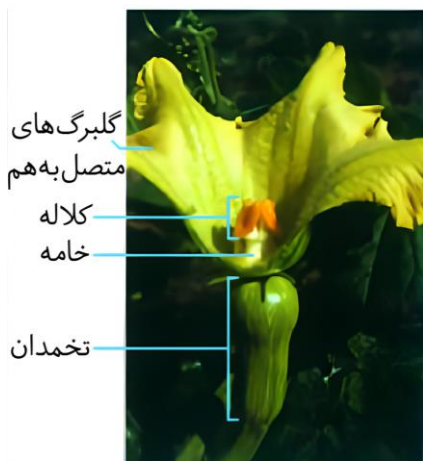 گلبرگ‌های
متصل‌به‌هم
کلاله
خامه
تخمدان